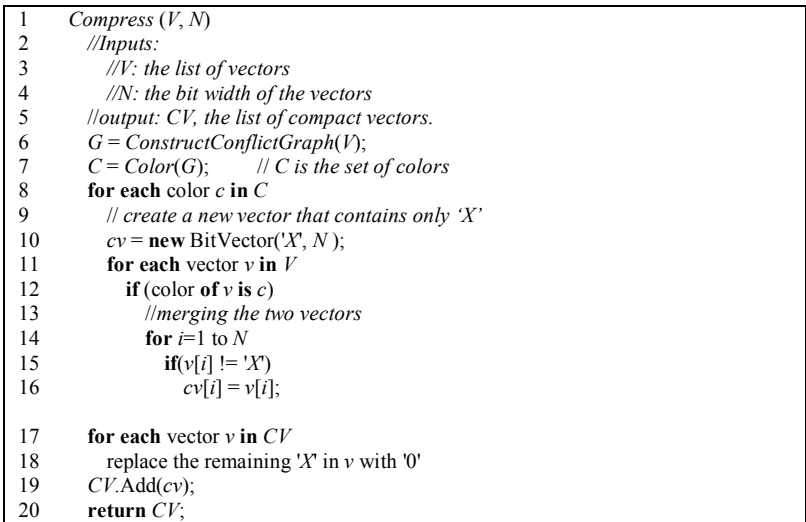 1 Compress (V, N)
2 //Inputs:
3 //V: the list of vectors
4 //N: the bit width of the vectors
5 //output: CV, the list of compact vectors.
6 G = ConstructConflictGraph(V);
7 C = Color(G); // C is the set of colors
8 for each color c in C
9 // create a new vector that contains only ‘X’
10 cv = new BitVector('X', N );
11 for each vector v in V
12 if (color of v is c)
13 //merging the two vectors
14 for i=1 to N
15 if(v[i] != 'X')
16 cv[i] = v[i];
17 for each vector v in CV
18 replace the remaining 'X' in v with '0'
19 CV.Add(cv);
20 return CV;